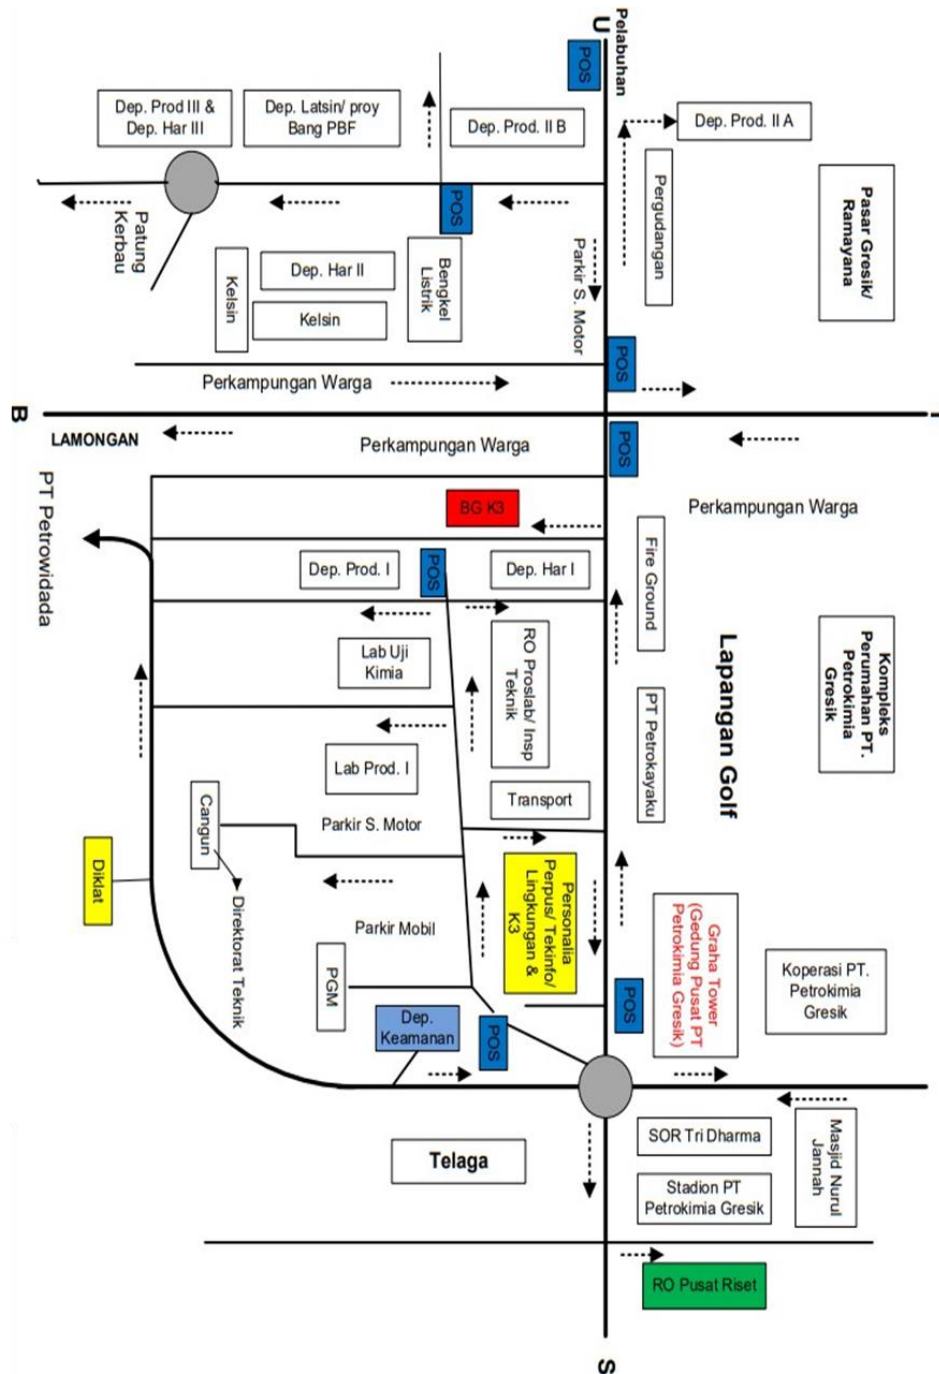 U
Pelabuhan
POS
Dep. Prod III &
Dep. Har III
Dep. Latsin/ proy
Bang PBF
Dep. Prod. II B
Dep. Prod. II A
Pergudangan
Pasar Gresik/
Ramayana
POS
Patung
Kerbau
Kelsin
Dep. Har II
Kelsin
Bengkel
Listrik
Parkir S. Motor
POS
Perkampungan Warga
B
LAMONGAN
Perkampungan Warga
POS
Perkampungan Warga
PT Petrowidada
BG K3
Dep. Prod. I
POS
Dep. Har I
Fire Ground
Lab Uji
Kimia
RO Proslab/ Insp
Teknik
PT Petrokayaku
Lapangan Golf
Kompleks
Perumahan PT.
Petrokimia
Gresik
Lab Prod. I
Transport
Cangun
Parkir S. Motor
Diklat
Direktorat Teknik
Parkir Mobil
Personalia
Perpus/ Tekinfo/
Lingkungan &
K3
Graha Tower
(Gedung Pusat PT
Petrokimia Gresik)
Koperasi PT.
Petrokimia
Gresik
PGM
Dep.
Keamanan
POS
POS
Telaga
SOR Tri Dharma
Masjid Nurul
Jannah
Stadion PT
Petrokimia Gresik
RO Pusat Riset
S